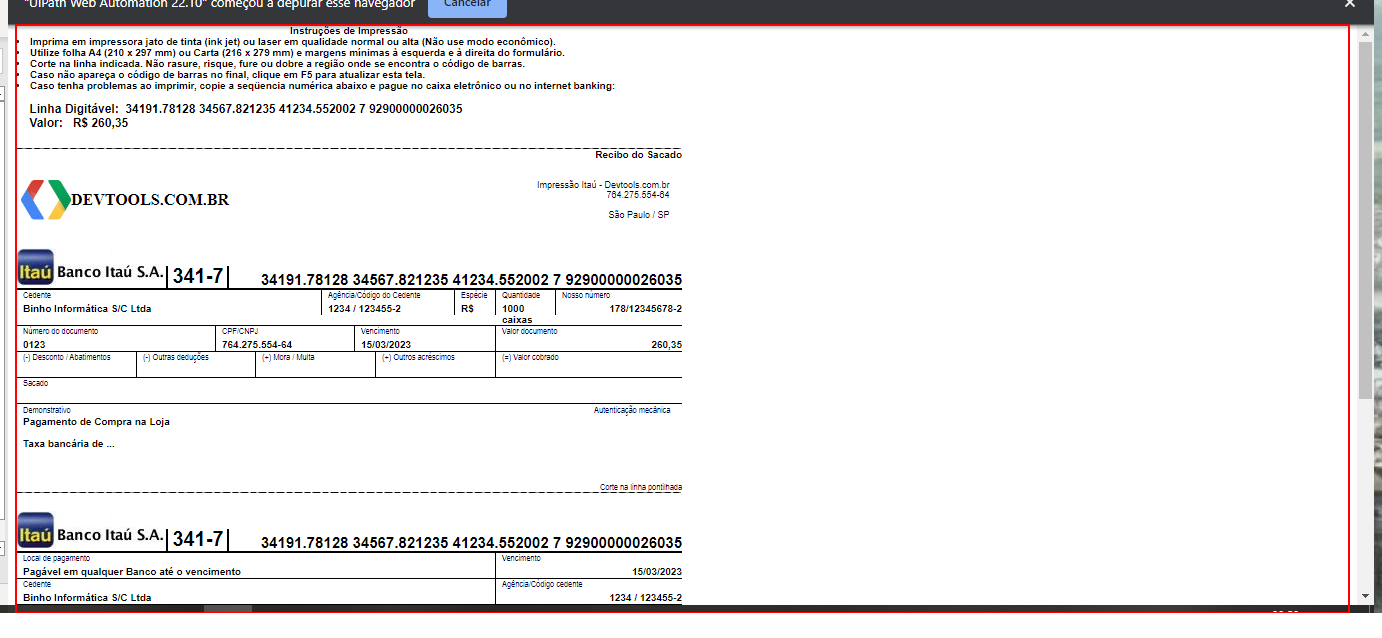 "UiPath Web Automation 22.10" começou a depurar esse navegador Cancelar
Instruções de Impressão
Imprima em impressora jato de tinta (ink jet) ou laser em qualidade normal ou alta (Não use modo econômico).
Utilize folha A4 (210 x 297 mm) ou Carta (216 x 279 mm) e margens mínimas à esquerda e à direita do formulário.
Corte na linha indicada. Não rasure, risque, fure ou dobre a região onde se encontra o código de barras.
Caso não apareça o código de barras no final, clique em F5 para atualizar esta tela.
Caso tenha problemas ao imprimir, copie a seqüencia numérica abaixo e pague no caixa eletrônico ou no internet banking:
Linha Digitável: 34191.78128 34567.821235 41234.552002 7 92900000026035
Valor: R$ 260,35
Recibo do Sacado
Impressão Itaú - Devtools.com.br
764.275.554-64
DEVTOOLS.COM.BR
São Paulo / SP
Itaú Banco Itaú S.A. 341-7 34191.78128 34567.821235 41234.552002 7 92900000026035
Cedente Agência/Código do Cedente Espécie Quantidade Nosso número
Binho Informática S/C Ltda 1234 / 123455-2 R$ 1000 178/12345678-2
caixas
Número do documento CPF/CNPJ Vencimento Valor documento
0123 764.275.554-64 15/03/2023 260,35
(-) Desconto / Abatimentos (-) Outras deduções (+) Mora / Multa (+) Outros acréscimos (=) Valor cobrado
Sacado
Demonstrativo Autenticação mecânica
Pagamento de Compra na Loja
Taxa bancária de ...
Corte na linha pontilhada
Itaú Banco Itaú S.A. 341-7 34191.78128 34567.821235 41234.552002 7 92900000026035
Local de pagamento Vencimento
Pagável em qualquer Banco até o vencimento 15/03/2023
Cedente Agência/Código cedente
Binho Informática S/C Ltda 1234 / 123455-2